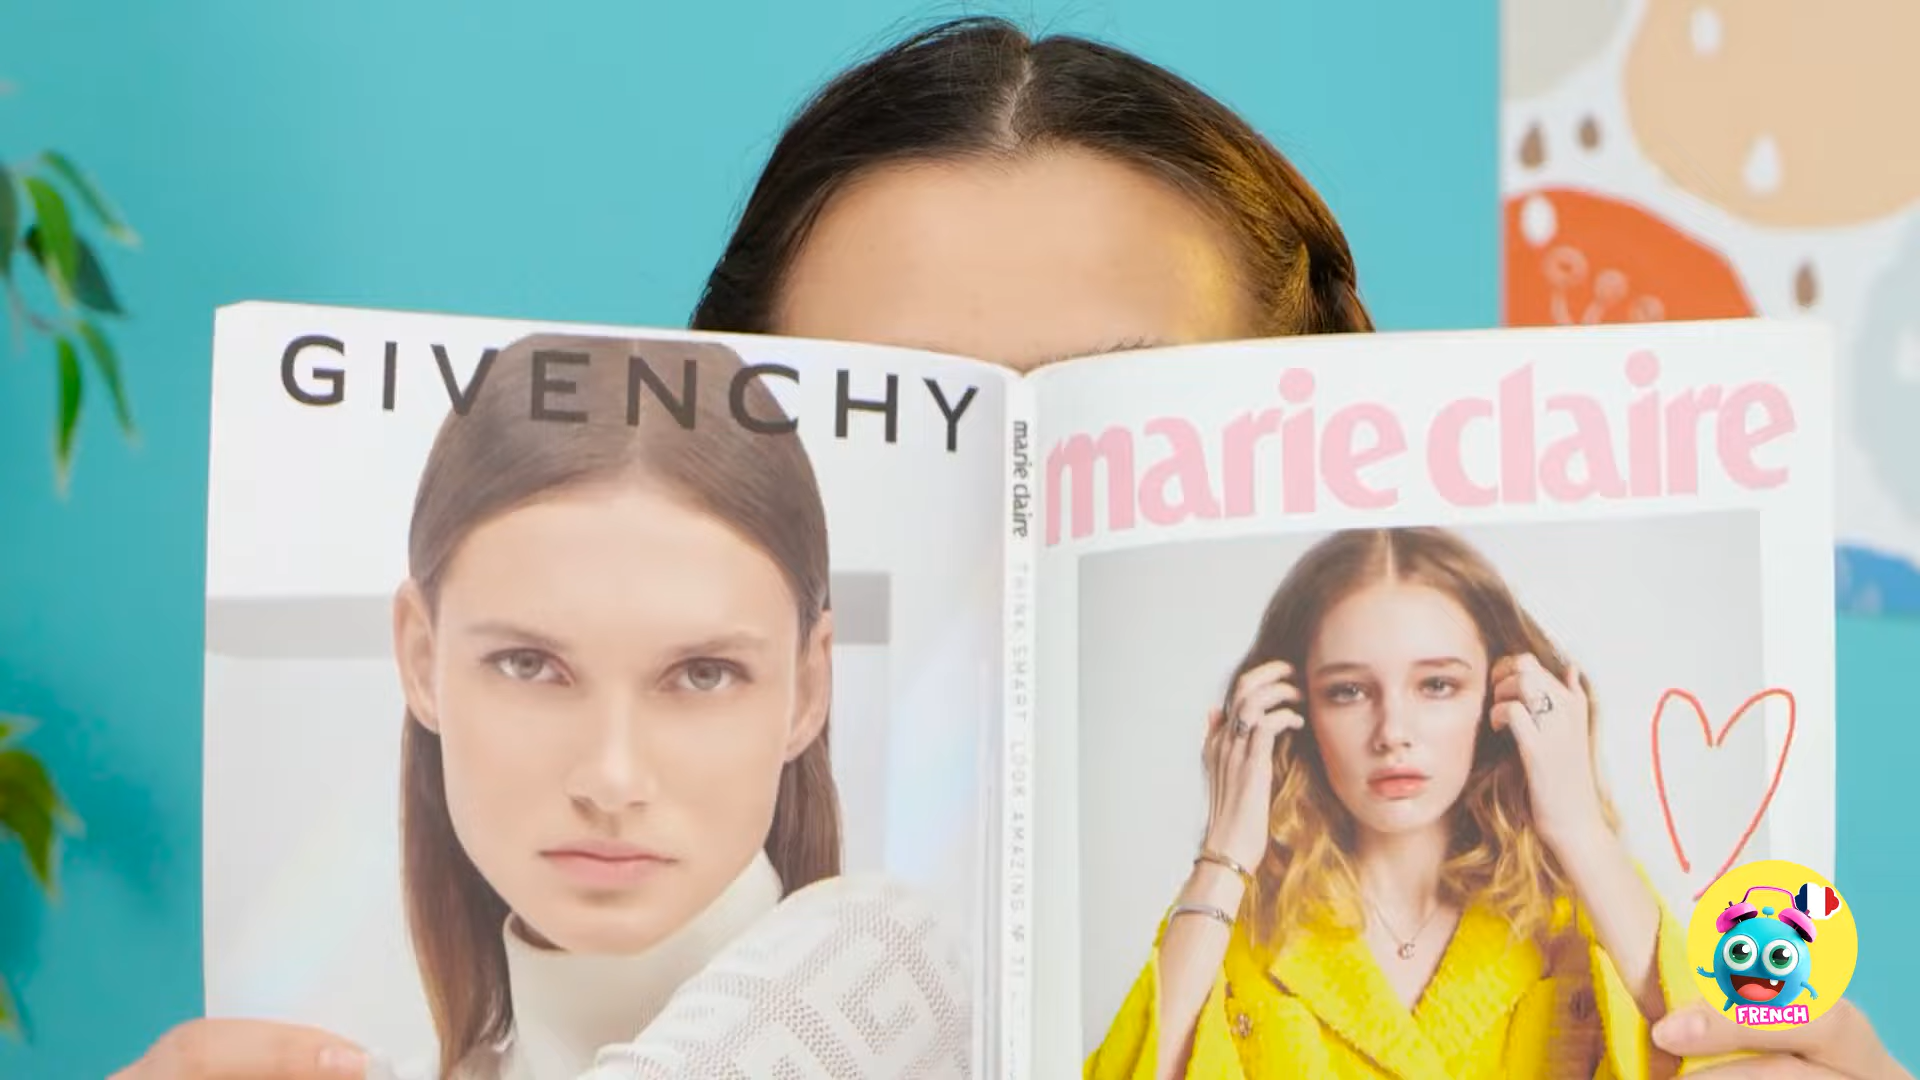 GIVENCHY
marie claire
THINK SMART LOOK AMAZING
marie claire
FRENCH